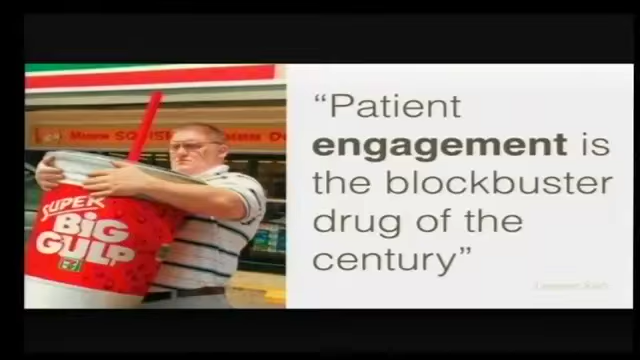 SUPER
BiG
GULP
"Patient
engagement is
the blockbuster
drug of the
century"